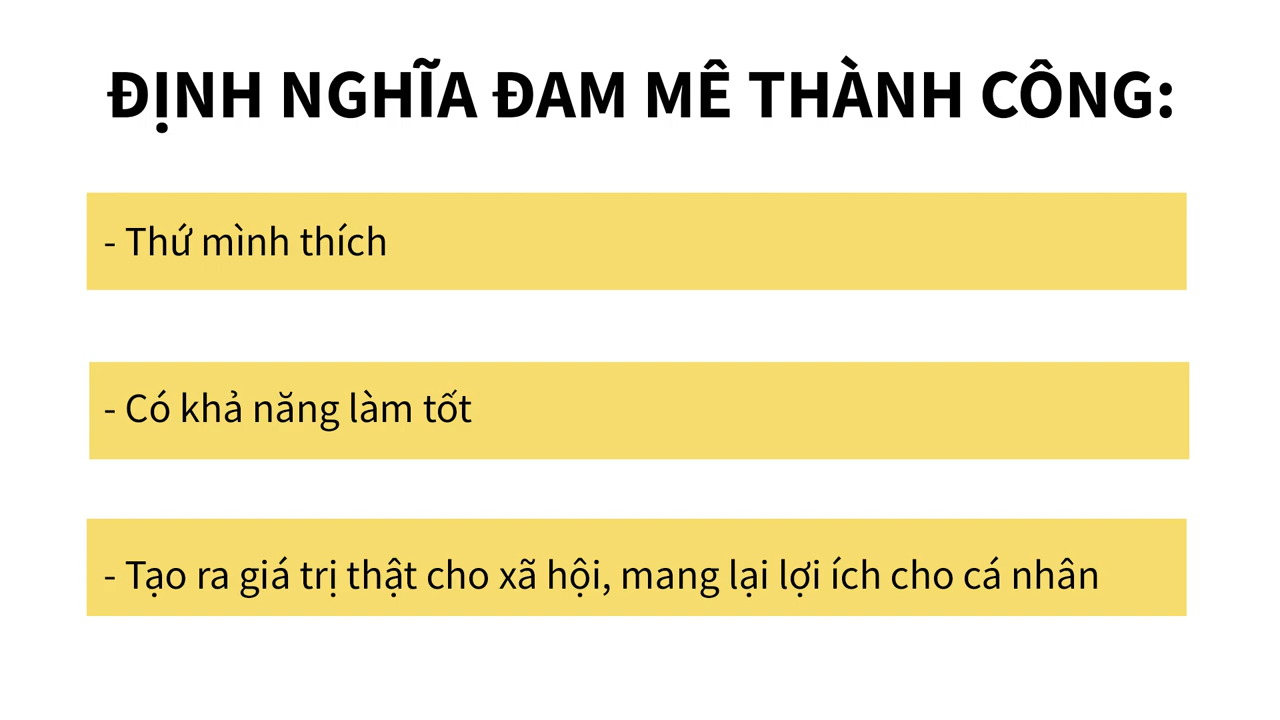 ĐỊNH NGHĨA ĐAM MÊ THÀNH CÔNG:
- Thứ mình thích
- Có khả năng làm tốt
- Tạo ra giá trị thật cho xã hội, mang lại lợi ích cho cá nhân